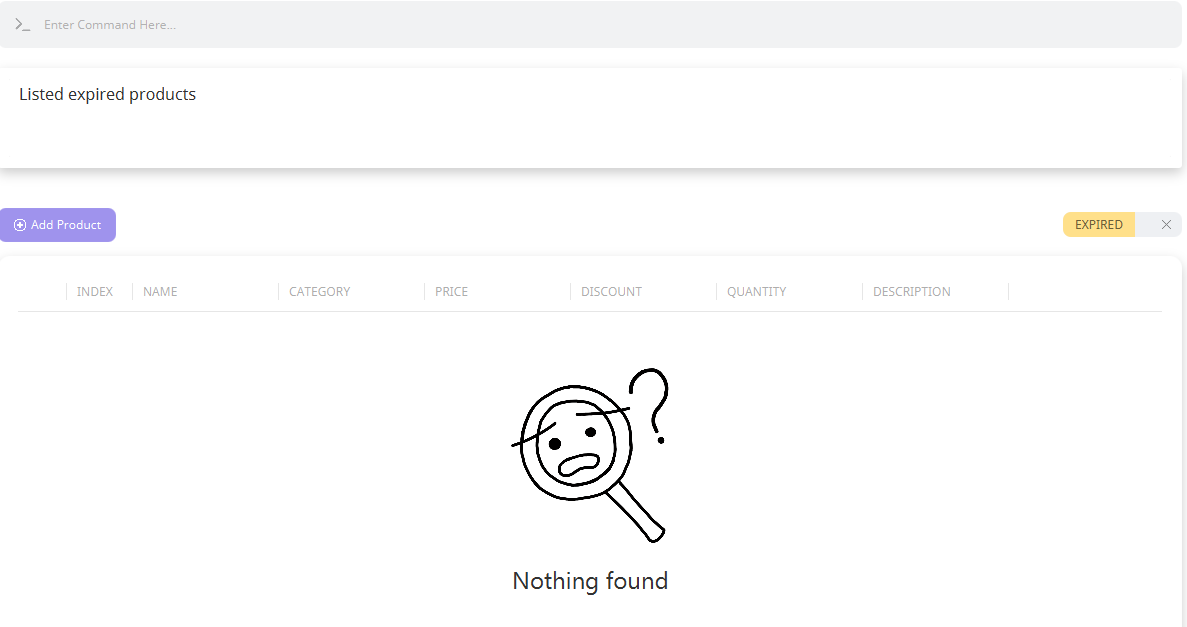 Enter Command Here...
Listed expired products
Add Product
EXPIRED
INDEX NAME CATEGORY PRICE DISCOUNT QUANTITY DESCRIPTION
?
Nothing found